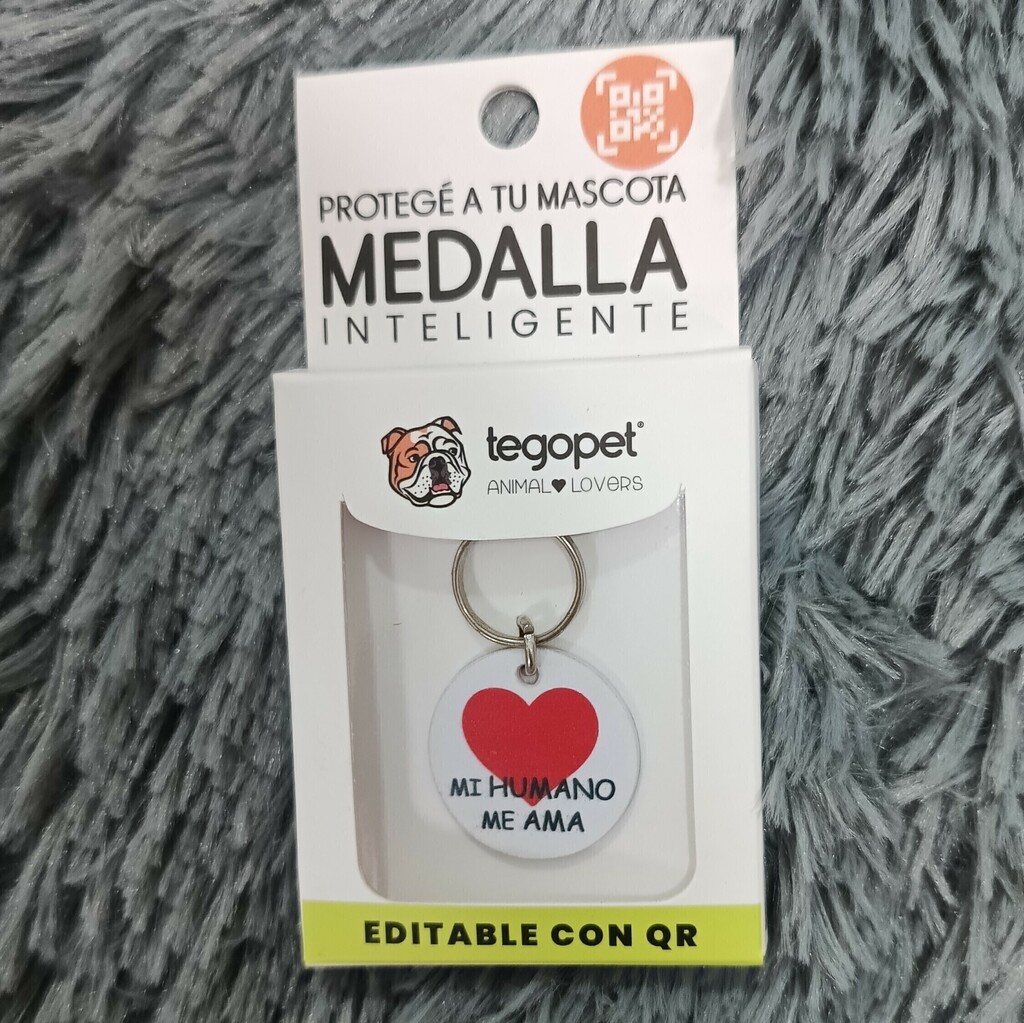 PROTEGÉ A TU MASCOTA
MEDALLA
INTELIGENTE
tegopet®
ANIMAL♥ LOVERS
MI HUMANO
ME AMA
EDITABLE CON QR